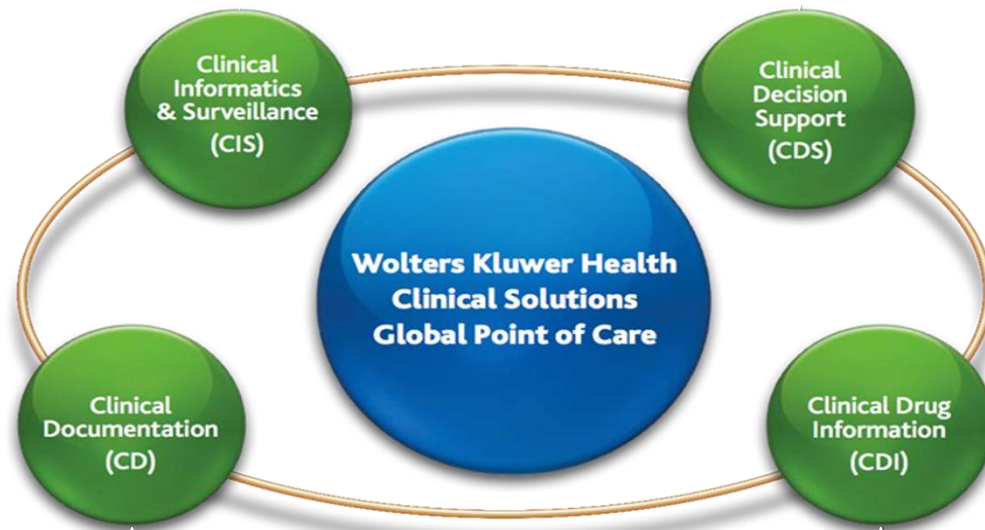 Clinical
Informatics
& Surveillance
(CIS)
Clinical
Decision
Support
(CDS)
Wolters Kluwer Health
Clinical Solutions
Global Point of Care
Clinical
Documentation
(CD)
Clinical Drug
Information
(CDI)